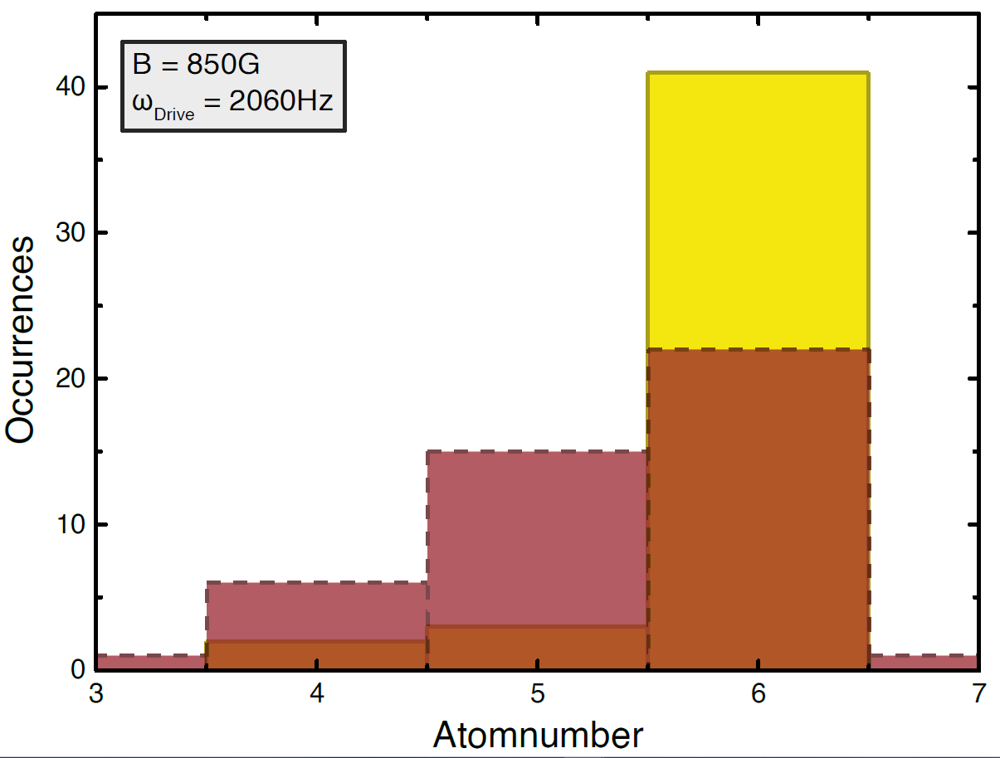 B = 850G
ωDrive = 2060Hz
40
30
20
10
0
Occurrences
3 4 5 6 7
Atomnumber